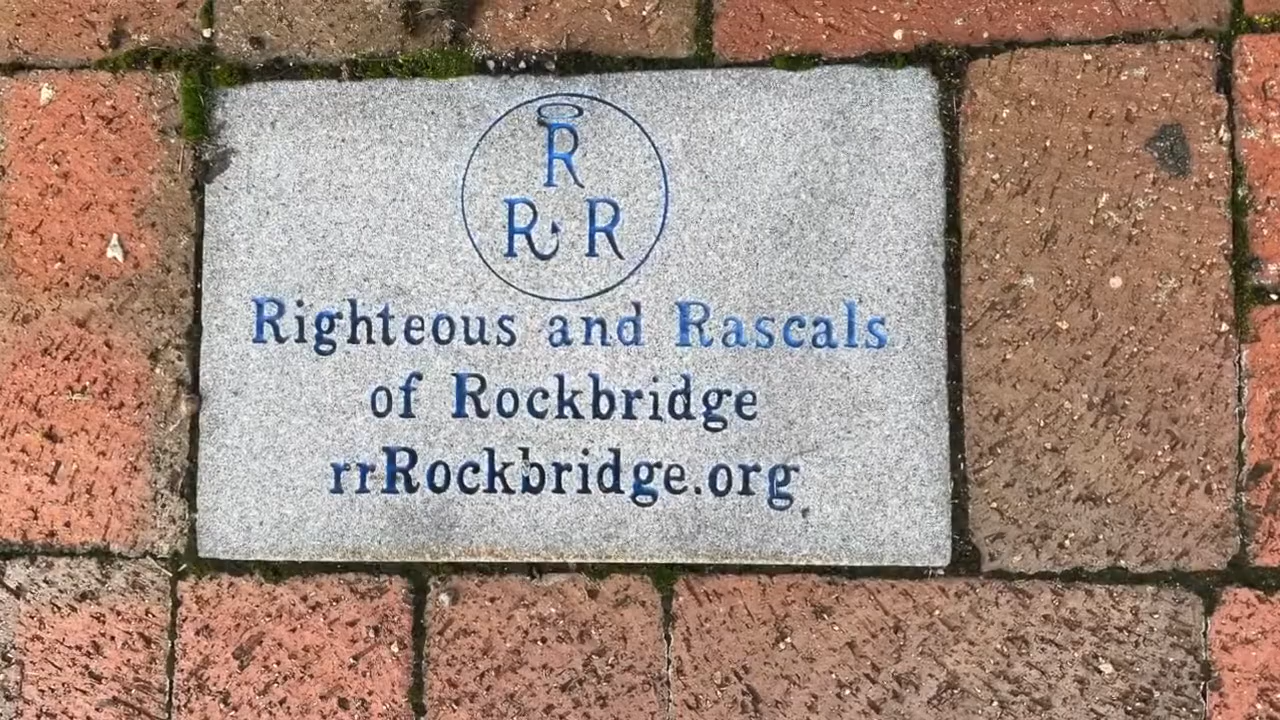 R
R R
Righteous and Rascals
of Rockbridge
rrRockbridge.org